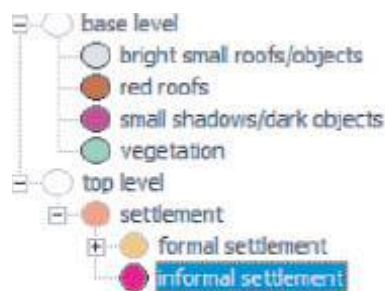 base level
bright small roofs/objects
red roofs
small shadows/dark objects
vegetation
top level
settlement
formal settlement
informal settlement